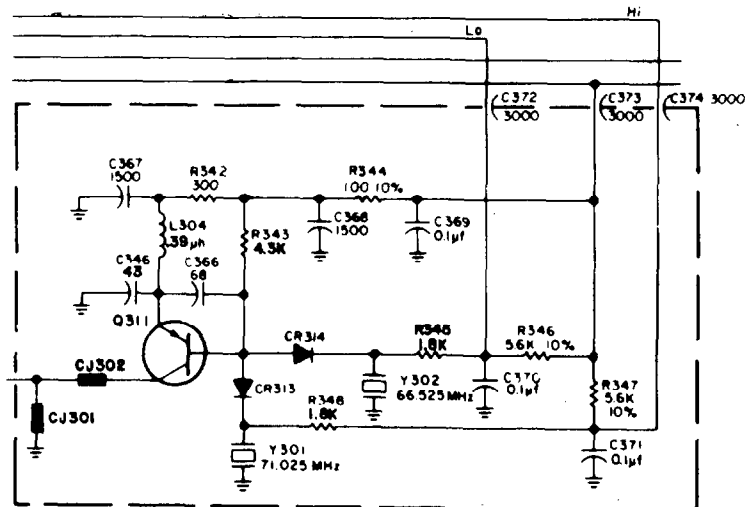 Hi
Lo
C372
3000
C373
3000
C374 3000
C367
1500
R342
300
R344
100 10%
L304
.39µh
R343
4.3K
C368
1500
C369
0.1µf
C346
43
C366
68
Q311
CR314
R345
1.8K
R346
5.6K 10%
CJ302
CR313
Y302
66.525MHz
C370
0.1µf
R347
5.6K
10%
R348
1.8K
CJ301
Y301
71.025 MHz
C371
0.1µf